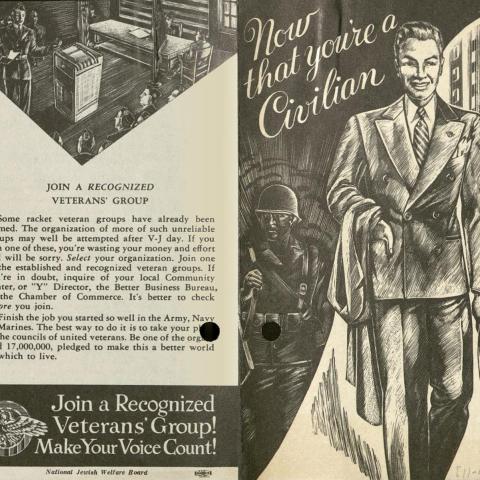 JOIN A RECOGNIZED
VETERANS' GROUP
Some racket veteran groups have already been
med. The organization of more of such unreliable
ups may well be attempted after V-J day. If you
n one of these, you're wasting your money and effort
l will be sorry. Select your organization. Join one
the established and recognized veteran groups. If
're in doubt, inquire of your local Community
ter, or "Y" Director, the Better Business Bureau,
the Chamber of Commerce. It's better to check
ore you join.
Finish the job you started so well in the Army, Navy
Marines. The best way to do it is to take your pl
the councils of united veterans. Be one of the orga
d 17,000,000, pledged to make this a better world
which to live.
Join a Recognized
Veterans' Group!
Make Your Voice Count!
National Jewish Welfare Board
Now
that you're a
Civilian